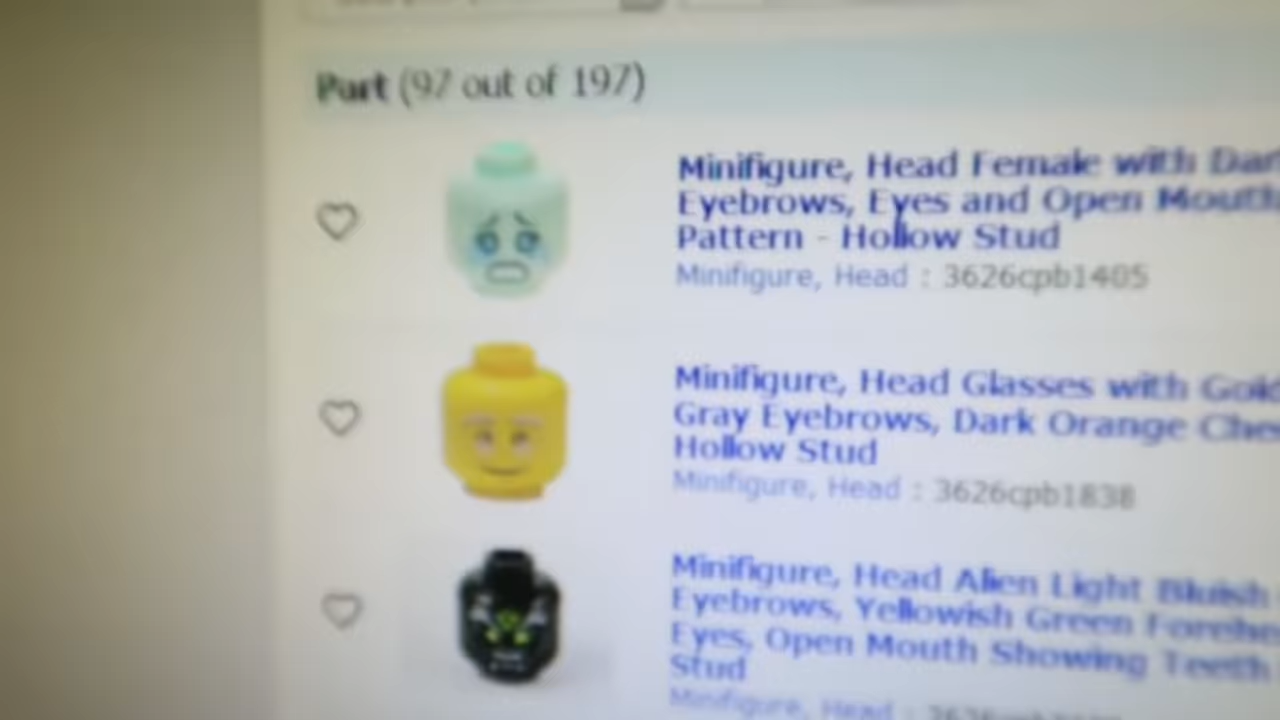 Part (97 out of 197)
Minifigure, Head Female with
Eyebrows, Eyes and Open Mouth
Pattern - Hollow Stud
Minifigure, Head : 3626cpb1405
Minifigure, Head Glasses with
Gray Eyebrows, Dark Orange
Hollow Stud
Minifigure, Head : 3626cpb1838
Minifigure, Head Alien Light Bluish
Eyebrows, Yellowish Green
Eyes, Open Mouth Showing Teeth
Stud
Minifigure, Head :